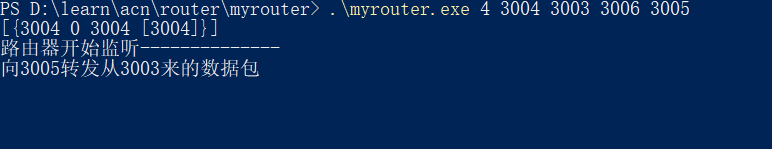 PS D:\learn\acn\router\myrouter> .\myrouter.exe 4 3004 3003 3006 3005
[{3004 0 3004 [3004]}]
路由器开始监听--------------
向3005转发从3003来的数据包